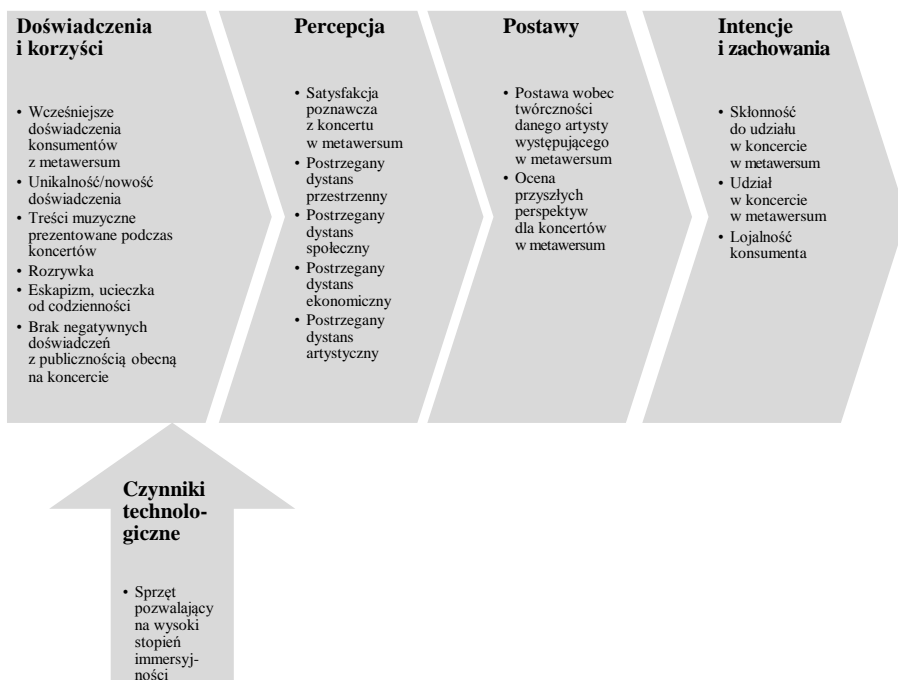 Doświadczenia
i korzyści
• Wcześniejsze
doświadczenia
konsumentów
z metawersum
• Unikalność/nowość
doświadczenia
• Treści muzyczne
prezentowane podczas
koncertów
• Rozrywka
• Eskapizm, ucieczka
od codzienności
• Brak negatywnych
doświadczeń
z publicznością obecną
na koncercie
Percepcja
• Satysfakcja
poznawcza
z koncertu
w metawersum
• Postrzegany
dystans
przestrzenny
• Postrzegany
dystans
społeczny
• Postrzegany
dystans
ekonomiczny
• Postrzegany
dystans
artystyczny
Postawy
• Postawa wobec
twórczości
danego artysty
występującego
w metawersum
• Ocena
przyszłych
perspektyw
dla koncertów
w metawersum
Intencje
i zachowania
• Skłonność
do udziału
w koncercie
w metawersum
• Udział
w koncercie
w metawersum
• Lojalność
konsumenta
Czynniki
technolo-
giczne
• Sprzęt
pozwalający
na wysoki
stopień
immersyj-
ności